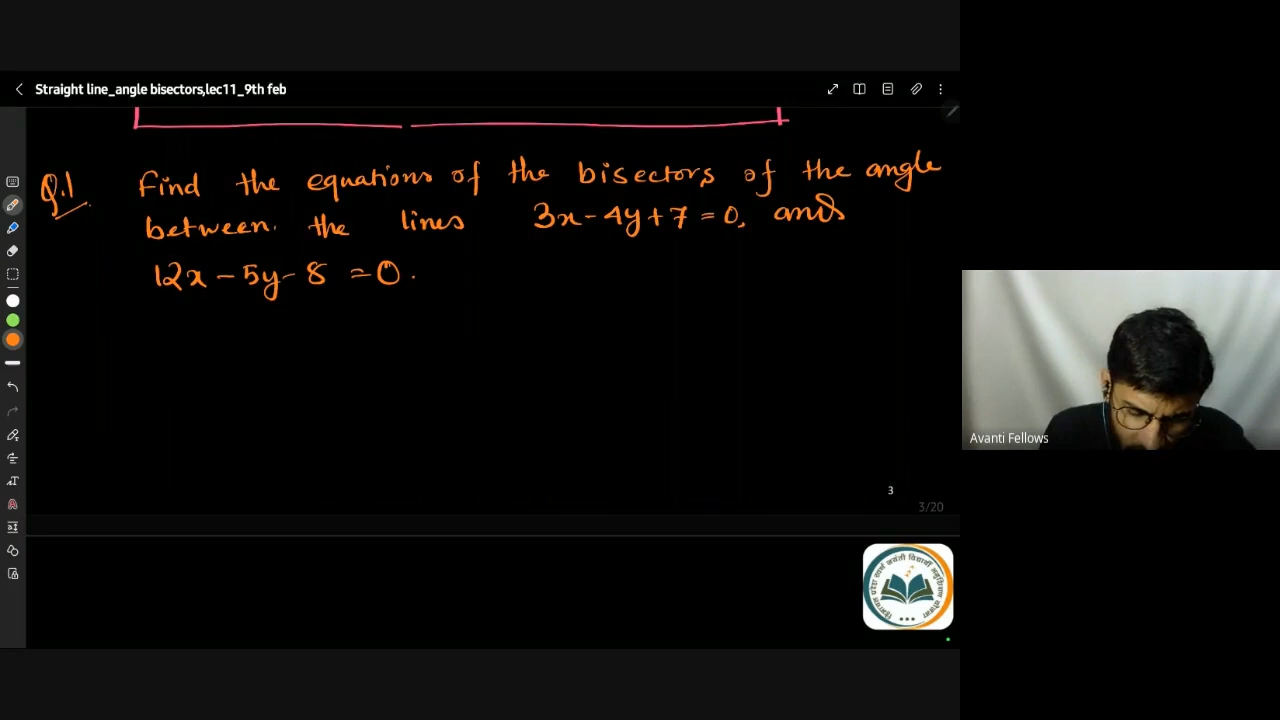 Straight line_angle bisectors,lec11_9th feb
Q.1 Find the equations of the bisectors of the angle
between the lines 3x - 4y + 7 = 0, and
12x - 5y - 8 = 0.
Avanti Fellows
3
3/20